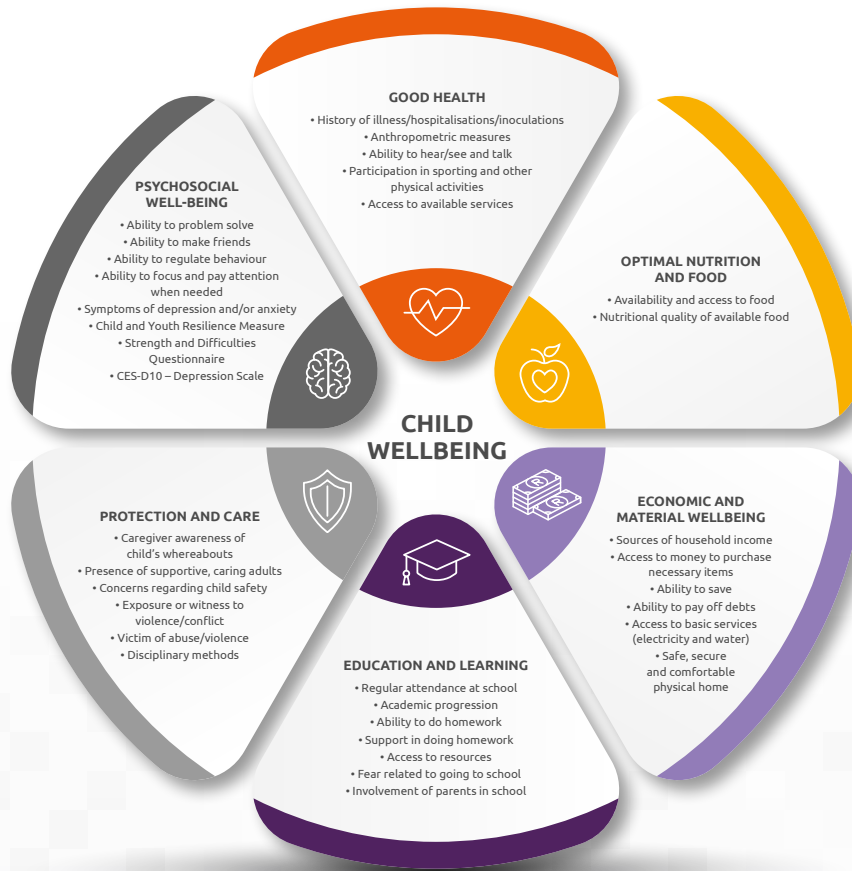 GOOD HEALTH
• History of illness/hospitalisations/inoculations
• Anthropometric measures
• Ability to hear/see and talk
• Participation in sporting and other
physical activities
• Access to available services
PSYCHOSOCIAL
WELL-BEING
• Ability to problem solve
• Ability to make friends
• Ability to regulate behaviour
• Ability to focus and pay attention
when needed
• Symptoms of depression and/or anxiety
• Child and Youth Resilience Measure
• Strength and Difficulties
Questionnaire
• CES-D10 – Depression Scale
OPTIMAL NUTRITION
AND FOOD
• Availability and access to food
• Nutritional quality of available food
CHILD
WELLBEING
PROTECTION AND CARE
• Caregiver awareness of
child's whereabouts
• Presence of supportive, caring adults
• Concerns regarding child safety
• Exposure or witness to
violence/conflict
• Victim of abuse/violence
• Disciplinary methods
R
R
ECONOMIC AND
MATERIAL WELLBEING
• Sources of household income
• Access to money to purchase
necessary items
• Ability to save
• Ability to pay off debts
• Access to basic services
(electricity and water)
• Safe, secure
and comfortable
physical home
EDUCATION AND LEARNING
• Regular attendance at school
• Academic progression
• Ability to do homework
• Support in doing homework
• Access to resources
• Fear related to going to school
• Involvement of parents in school